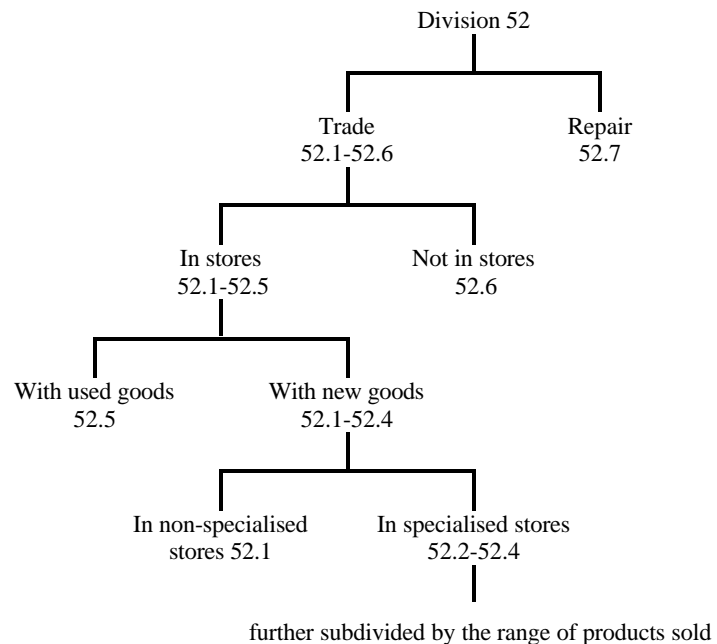 Division 52
Trade
52.1-52.6
Repair
52.7
In stores
52.1-52.5
Not in stores
52.6
With used goods
52.5
With new goods
52.1-52.4
In non-specialised
stores 52.1
In specialised stores
52.2-52.4
further subdivided by the range of products sold